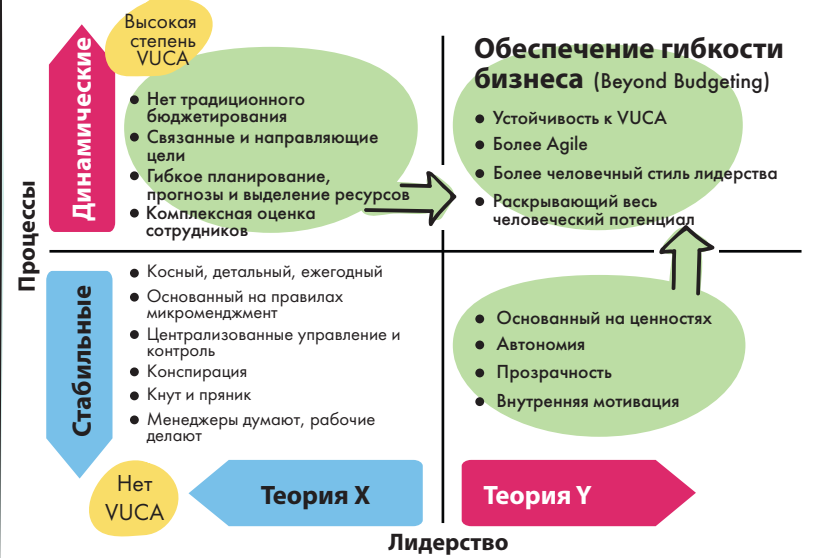 Высокая
степень
VUCA
Динамические
Нет традиционного
бюджетирования
Связанные и направляющие
цели
Гибкое планирование,
прогнозы и выделение ресурсов
Комплексная оценка
сотрудников
Обеспечение гибкости
бизнеса (Beyond Budgeting)
Устойчивость к VUCA
Более Agile
Более человечный стиль лидерства
Раскрывающий весь
человеческий потенциал
Процессы
Стабильные
Косный, детальный, ежегодный
Основанный на правилах
микроменджмент
Централизованные управление и
контроль
Конспирация
Кнут и пряник
Менеджеры думают, рабочие
делают
Основанный на ценностях
Автономия
Прозрачность
Внутренняя мотивация
Нет
VUCA
Теория X
Теория Y
Лидерство